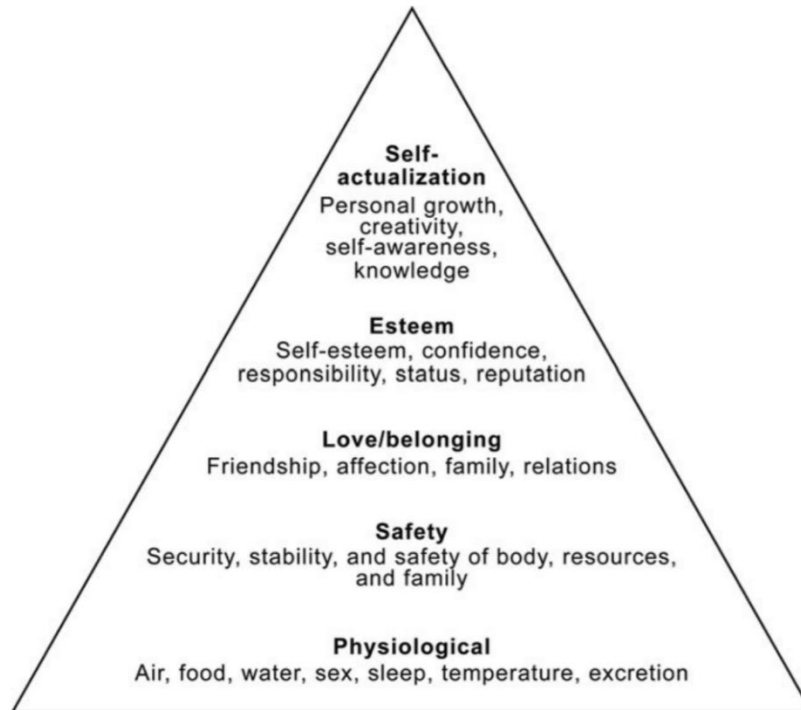 Self-
actualization
Personal growth,
creativity,
self-awareness,
knowledge
Esteem
Self-esteem, confidence,
responsibility, status, reputation
Love/belonging
Friendship, affection, family, relations
Safety
Security, stability, and safety of body, resources,
and family
Physiological
Air, food, water, sex, sleep, temperature, excretion